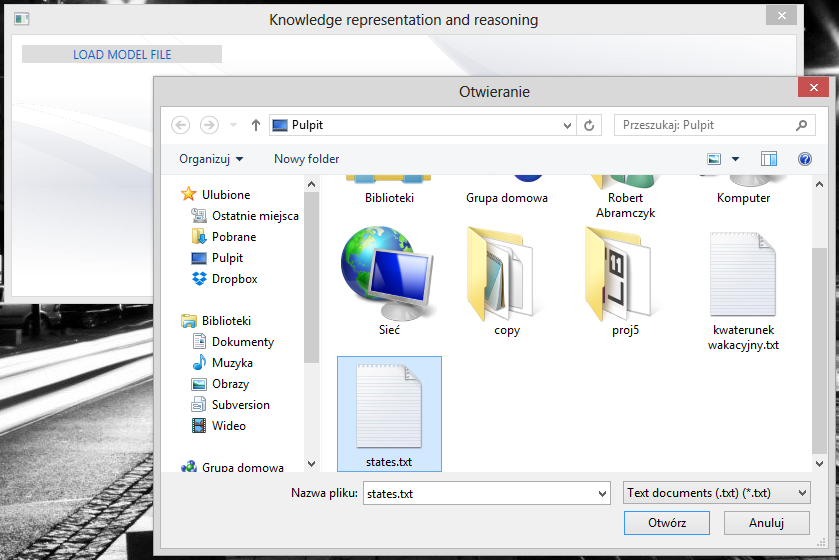 Knowledge representation and reasoning
LOAD MODEL FILE
Otwieranie
Pulpit
Przeszukaj: Pulpit
Organizuj
Nowy folder
Ulubione
Ostatnie miejsca
Pobrane
Pulpit
Dropbox
Biblioteki
Dokumenty
Muzyka
Obrazy
Subversion
Wideo
Grupa domowa
Biblioteki
Grupa domowa
Robert
Abramczyk
Komputer
Sieć
copy
LB
proj5
kwaterunek
wakacyjny.txt
states.txt
Nazwa pliku:
states.txt
Text documents (.txt) (*.txt)
Otwórz
Anuluj